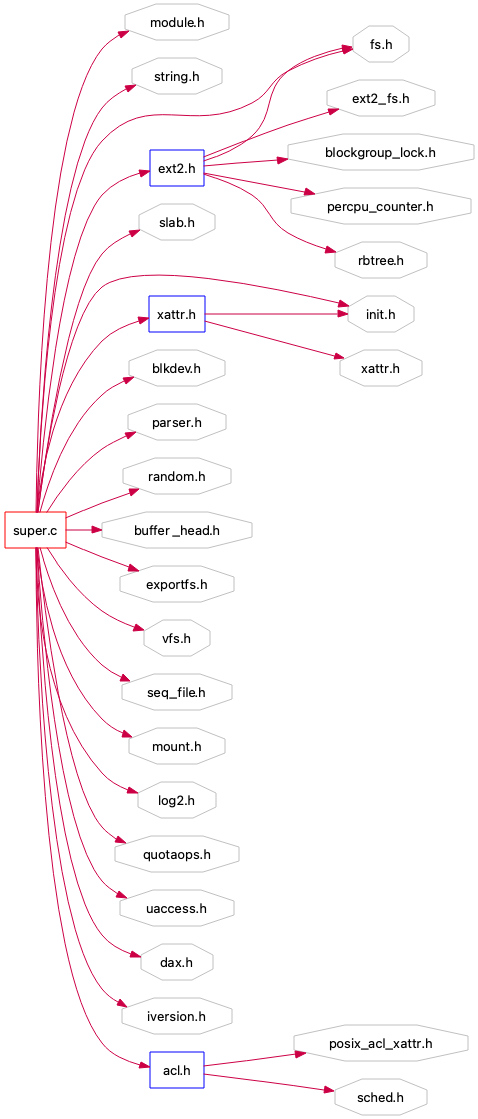 module.h
fs.h
string.h
ext2_fs.h
blockgroup_lock.h
ext2.h
percpu_counter.h
slab.h
rbtree.h
xattr.h
init.h
blkdev.h
xattr.h
parser.h
random.h
super.c
buffer_head.h
exportfs.h
vfs.h
seq_file.h
mount.h
log2.h
quotaops.h
uaccess.h
dax.h
iversion.h
posix_acl_xattr.h
acl.h
sched.h